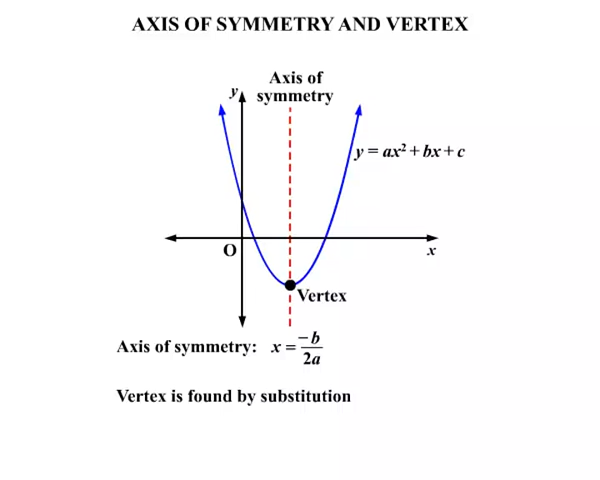 AXIS OF SYMMETRY AND VERTEX
Axis of
symmetry
y
y = ax² + bx + c
O
x
Vertex
Axis of symmetry: x = −b/2a
Vertex is found by substitution